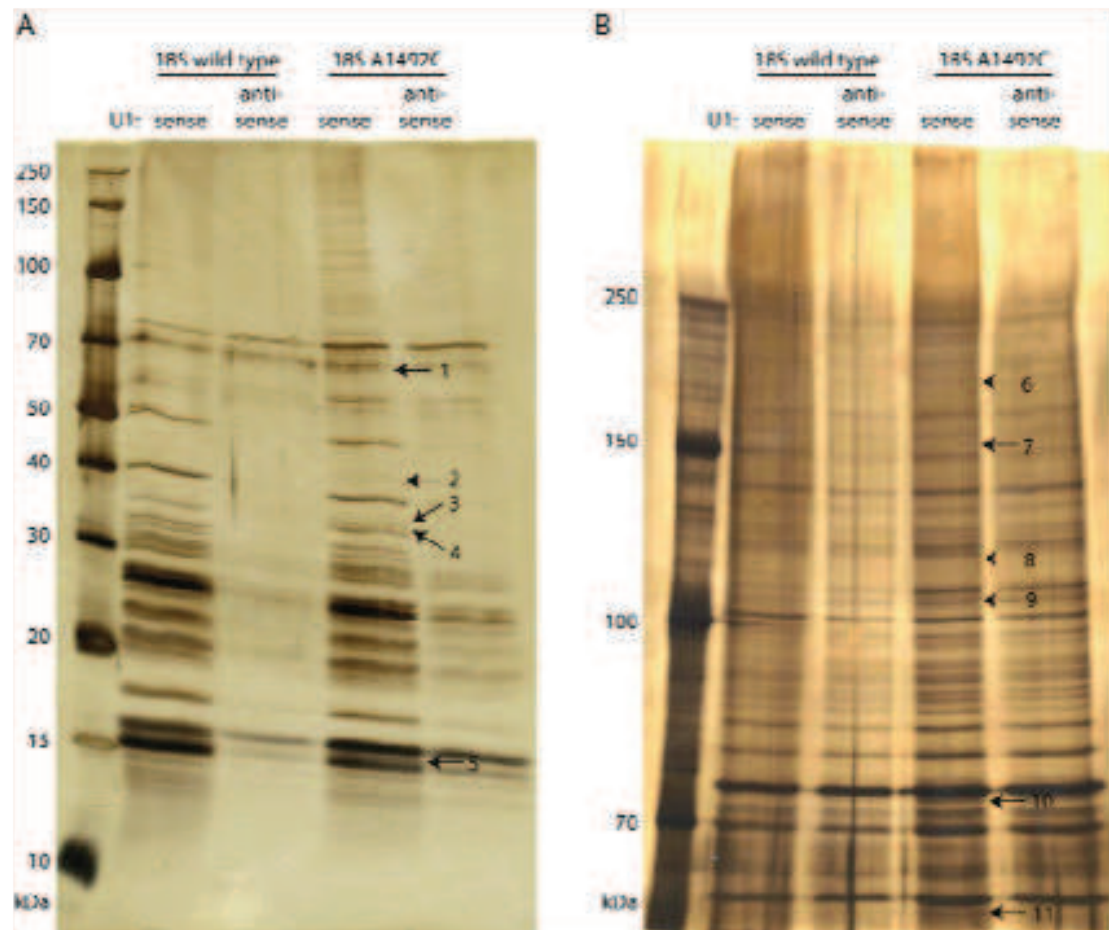 A
18S wild type
18S A1492C
anti-
anti-
U1:
sense
sense
sense
sense
250
150
100
70
50
40
30
20
15
10
kDa
1
2
3
4
5
B
18S wild type
18S A1492C
anti-
anti-
U1:
sense
sense
sense
sense
250
150
100
70
kDa
6
7
8
9
10
11